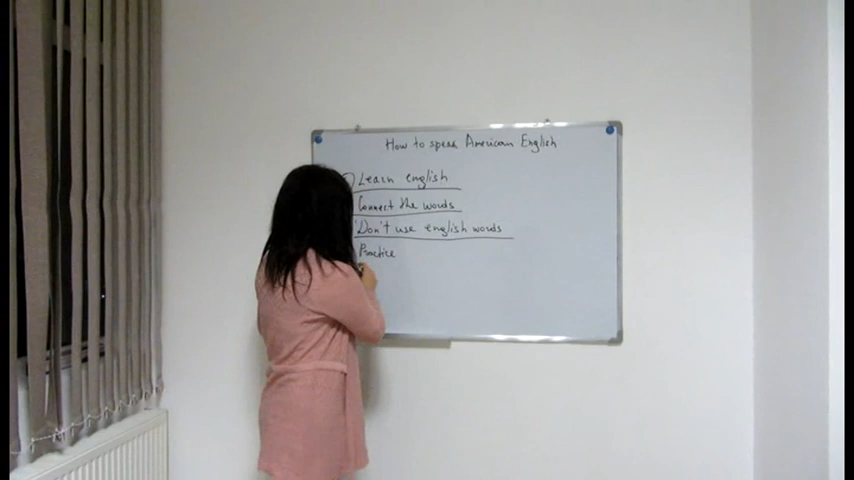 How to speak American English
Learn english
Connect the words
Don't use english words
Practice